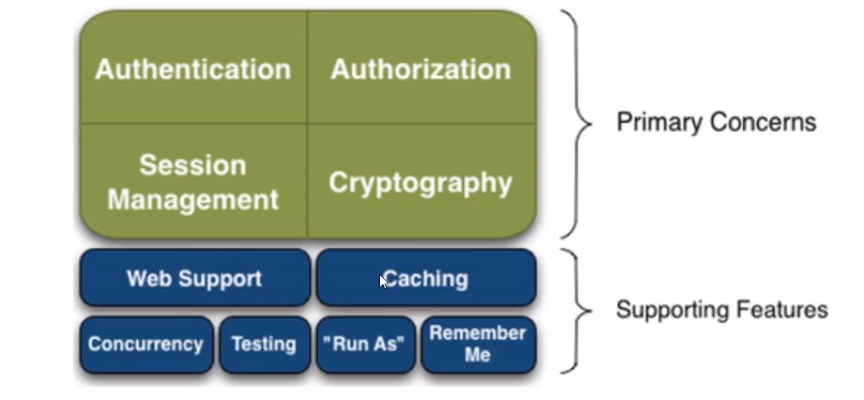 Authentication
Authorization
Session
Management
Cryptography
Primary Concerns
Web Support
Caching
Concurrency
Testing
"Run As"
Remember
Me
Supporting Features